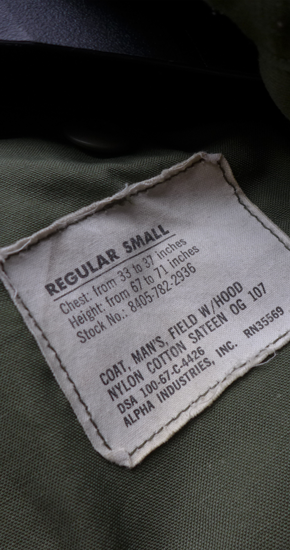 REGULAR SMALL
Chest: from 33 to 37 inches
Height: from 67 to 71 inches
Stock No.: 8405-782-2936
COAT, MAN'S, FIELD W/HOOD
NYLON COTTON SATEEN OG 107
DSA 100-67-C-4426
ALPHA INDUSTRIES, INC. RN35569